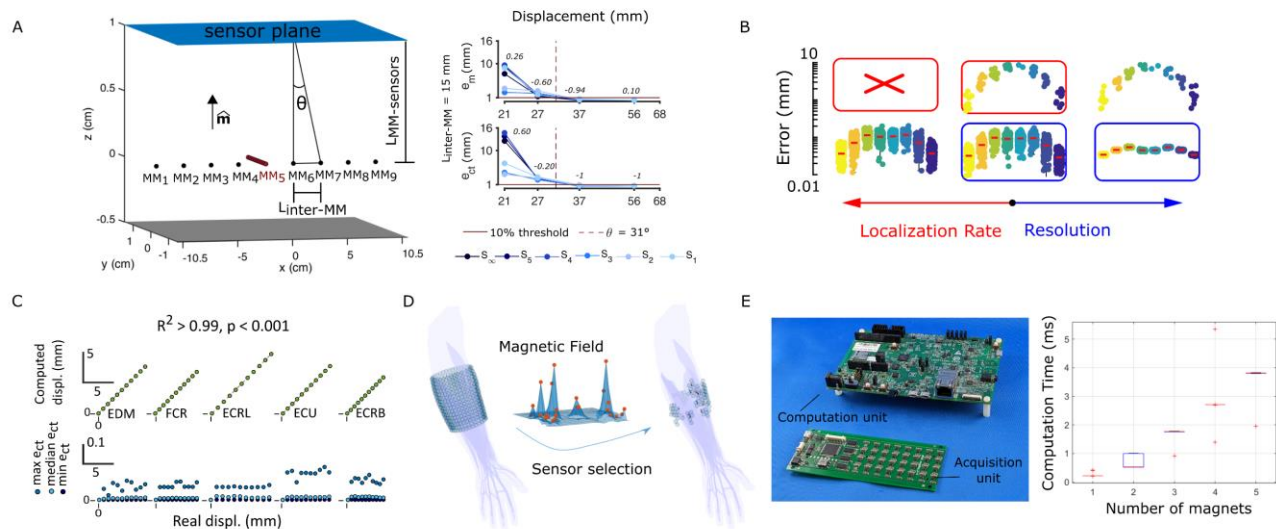 A
sensor plane
1
0.5
0
-0.5
z (cm)
m̂
θ
LMM-sensors
MM1 MM2 MM3 MM4 MM5 MM6 MM7 MM8 MM9
Linter-MM
1
0
-1
y (cm)
-10.5
-5
0
5
10.5
x (cm)
Displacement (mm)
Linter-MM = 15 mm
em (mm)
16
1
0.26
-0.60
-0.94
0.10
21 27 37 56 68
ect (mm)
16
1
0.60
-0.20
-1
-1
21 27 37 56 68
10% threshold
θ = 31º
S∞ S5 S4 S3 S2 S1
B
Error (mm)
10
0.01
Localization Rate
Resolution
C
R2 > 0.99, p < 0.001
Computed displ. (mm)
5
0
EDM FCR ECRL ECU ECRB
max ect
median ect
min ect
0.1
5
0
0
Real displ. (mm)
D
Magnetic Field
Sensor selection
E
Computation unit
Acquisition unit
Computation Time (ms)
5
4
3
2
1
0
1 2 3 4 5
Number of magnets